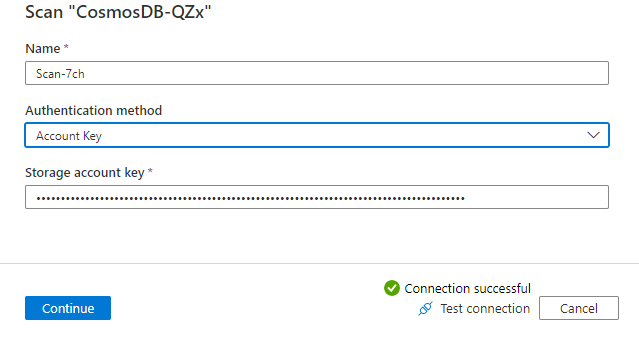 Scan "CosmosDB-QZx"
Name *
Scan-7ch
Authentication method
Account Key
Storage account key *
••••••••••••••••••••••••••••••••••••••••••••••••••••••••••••••••••••••••••••••••••••••••
Connection successful
Continue
Test connection
Cancel